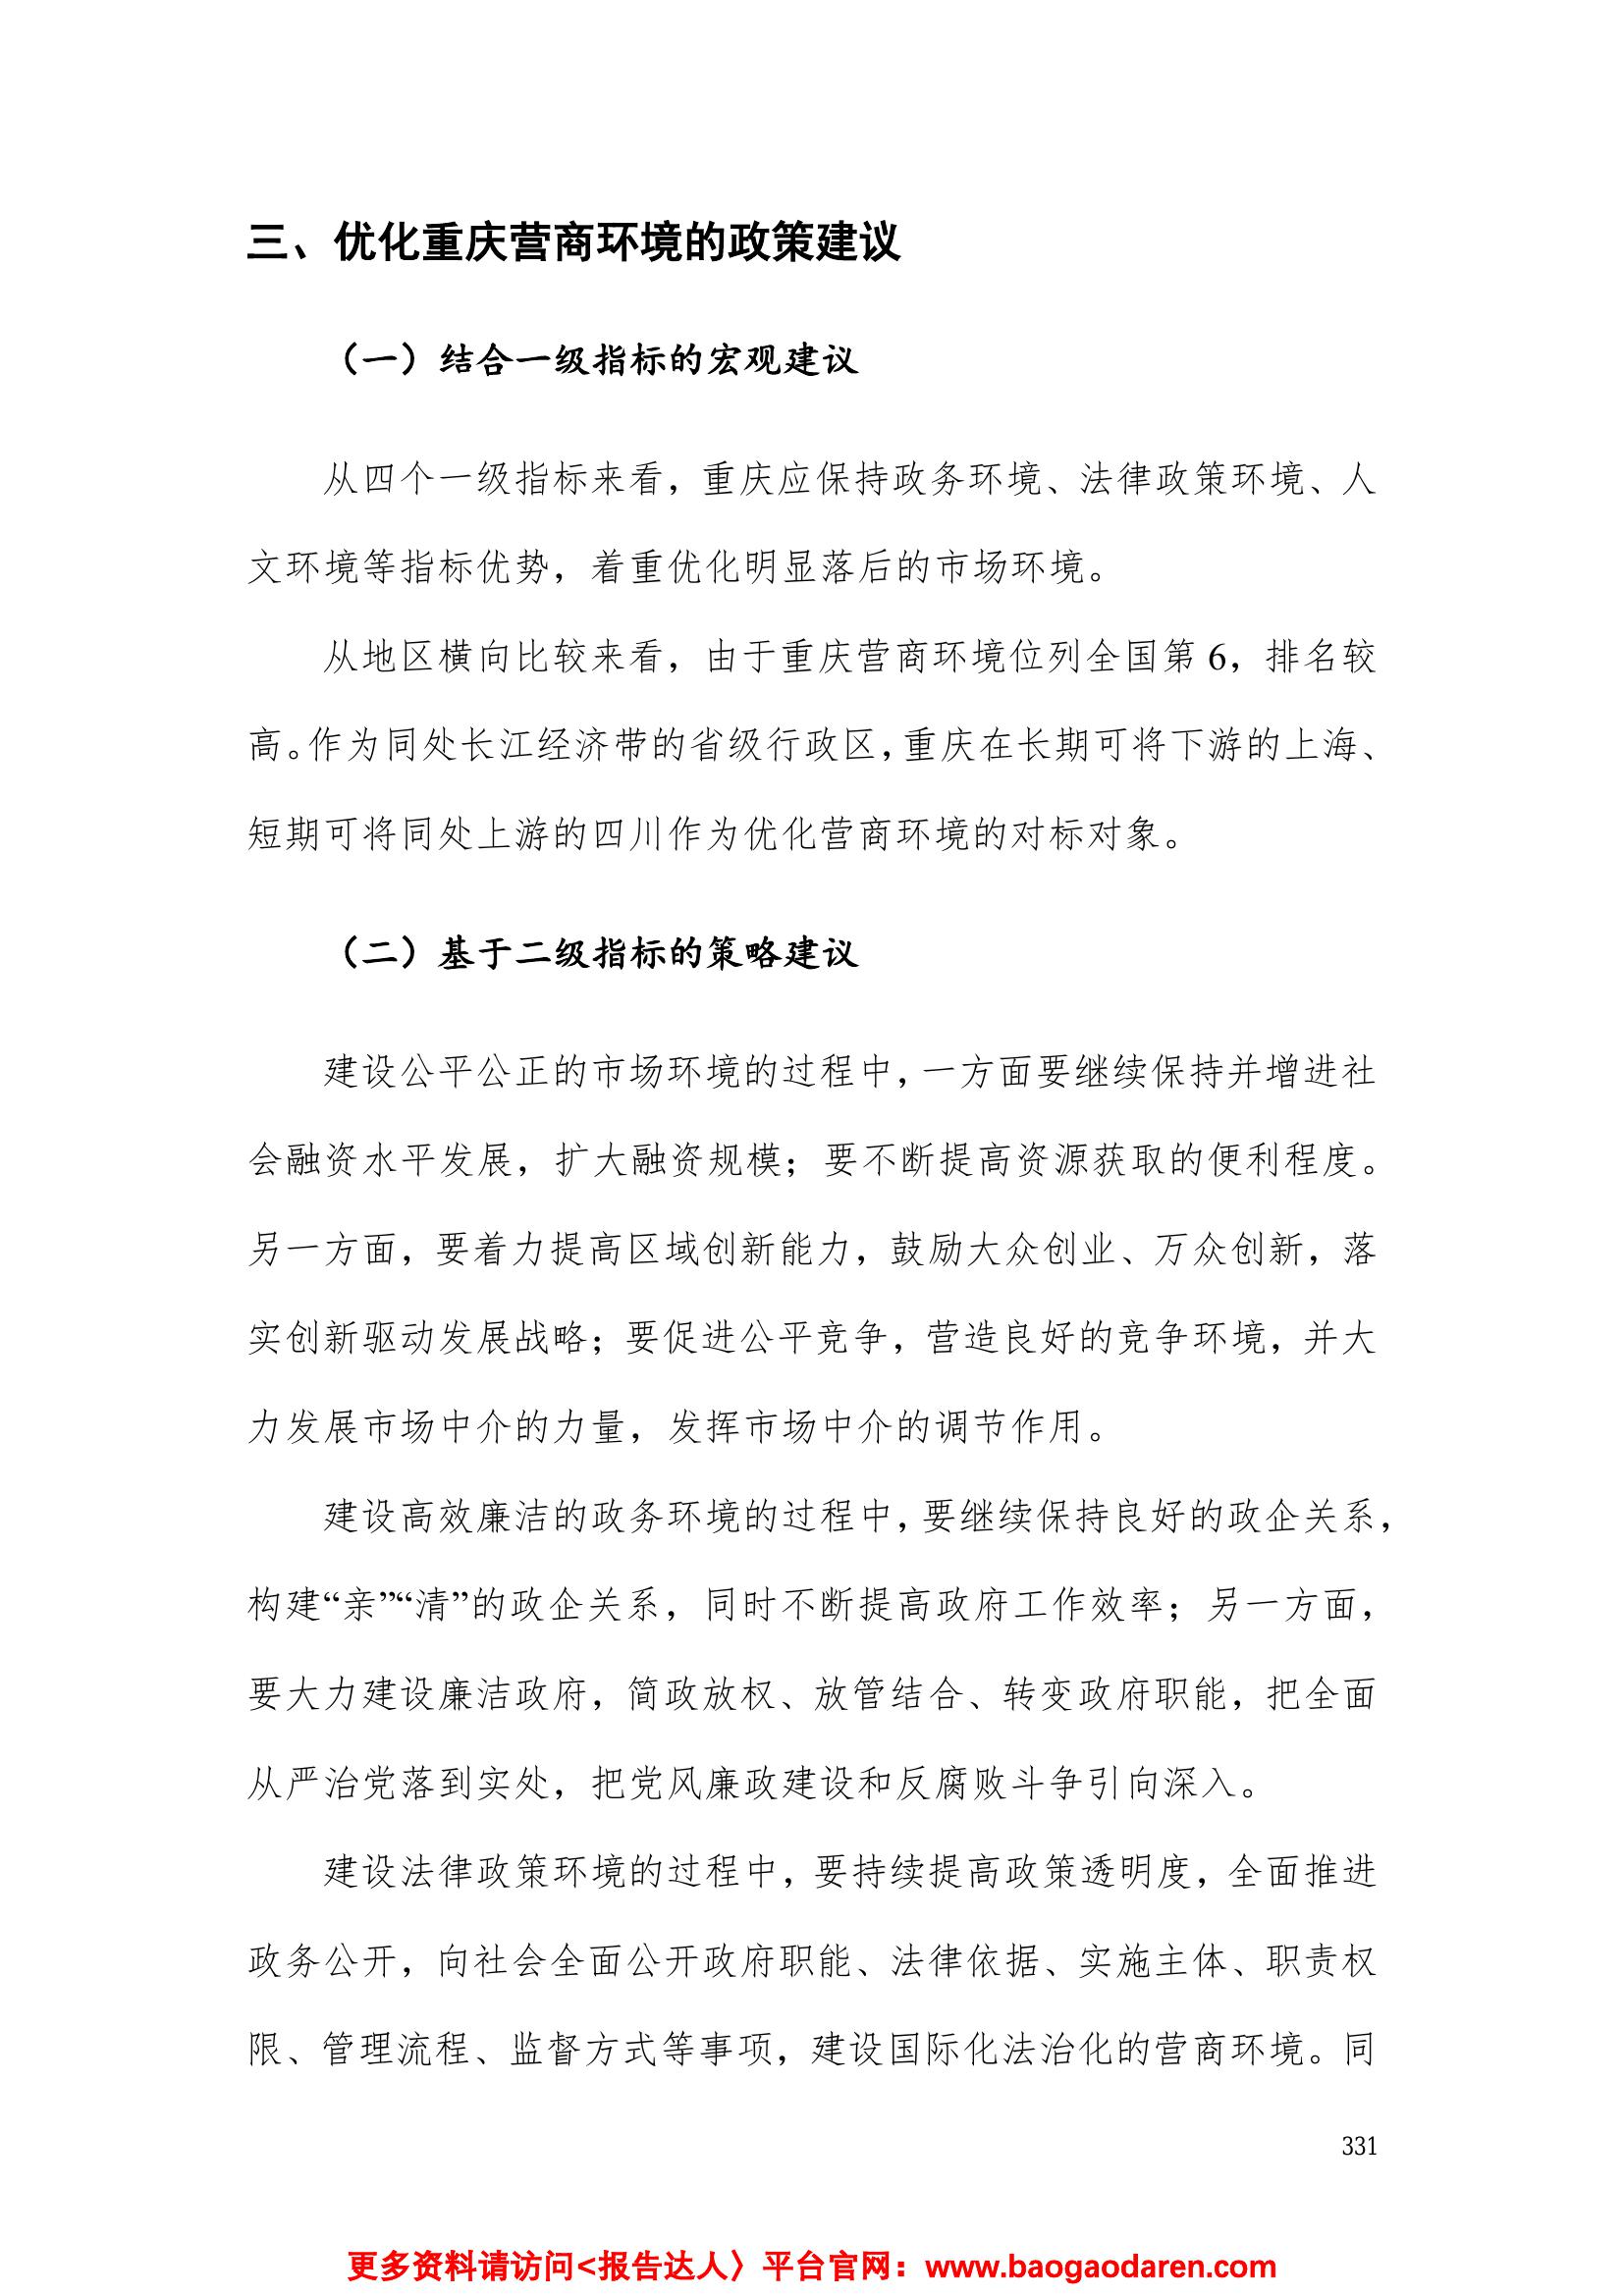 三、优化重庆营商环境的政策建议
（一）结合一级指标的宏观建议
从四个一级指标来看，重庆应保持政务环境、法律政策环境、人
文环境等指标优势，着重优化明显落后的市场环境。
从地区横向比较来看，由于重庆营商环境位列全国第 6，排名较
高。作为同处长江经济带的省级行政区，重庆在长期可将下游的上海、
短期可将同处上游的四川作为优化营商环境的对标对象。
（二）基于二级指标的策略建议
建设公平公正的市场环境的过程中，一方面要继续保持并增进社
会融资水平发展，扩大融资规模；要不断提高资源获取的便利程度。
另一方面，要着力提高区域创新能力，鼓励大众创业、万众创新，落
实创新驱动发展战略；要促进公平竞争，营造良好的竞争环境，并大
力发展市场中介的力量，发挥市场中介的调节作用。
建设高效廉洁的政务环境的过程中，要继续保持良好的政企关系，
构建“亲”“清”的政企关系，同时不断提高政府工作效率；另一方面，
要大力建设廉洁政府，简政放权、放管结合、转变政府职能，把全面
从严治党落到实处，把党风廉政建设和反腐败斗争引向深入。
建设法律政策环境的过程中，要持续提高政策透明度，全面推进
政务公开，向社会全面公开政府职能、法律依据、实施主体、职责权
限、管理流程、监督方式等事项，建设国际化法治化的营商环境。同
331
更多资料请访问<报告达人〉平台官网：www.baogaodaren.com